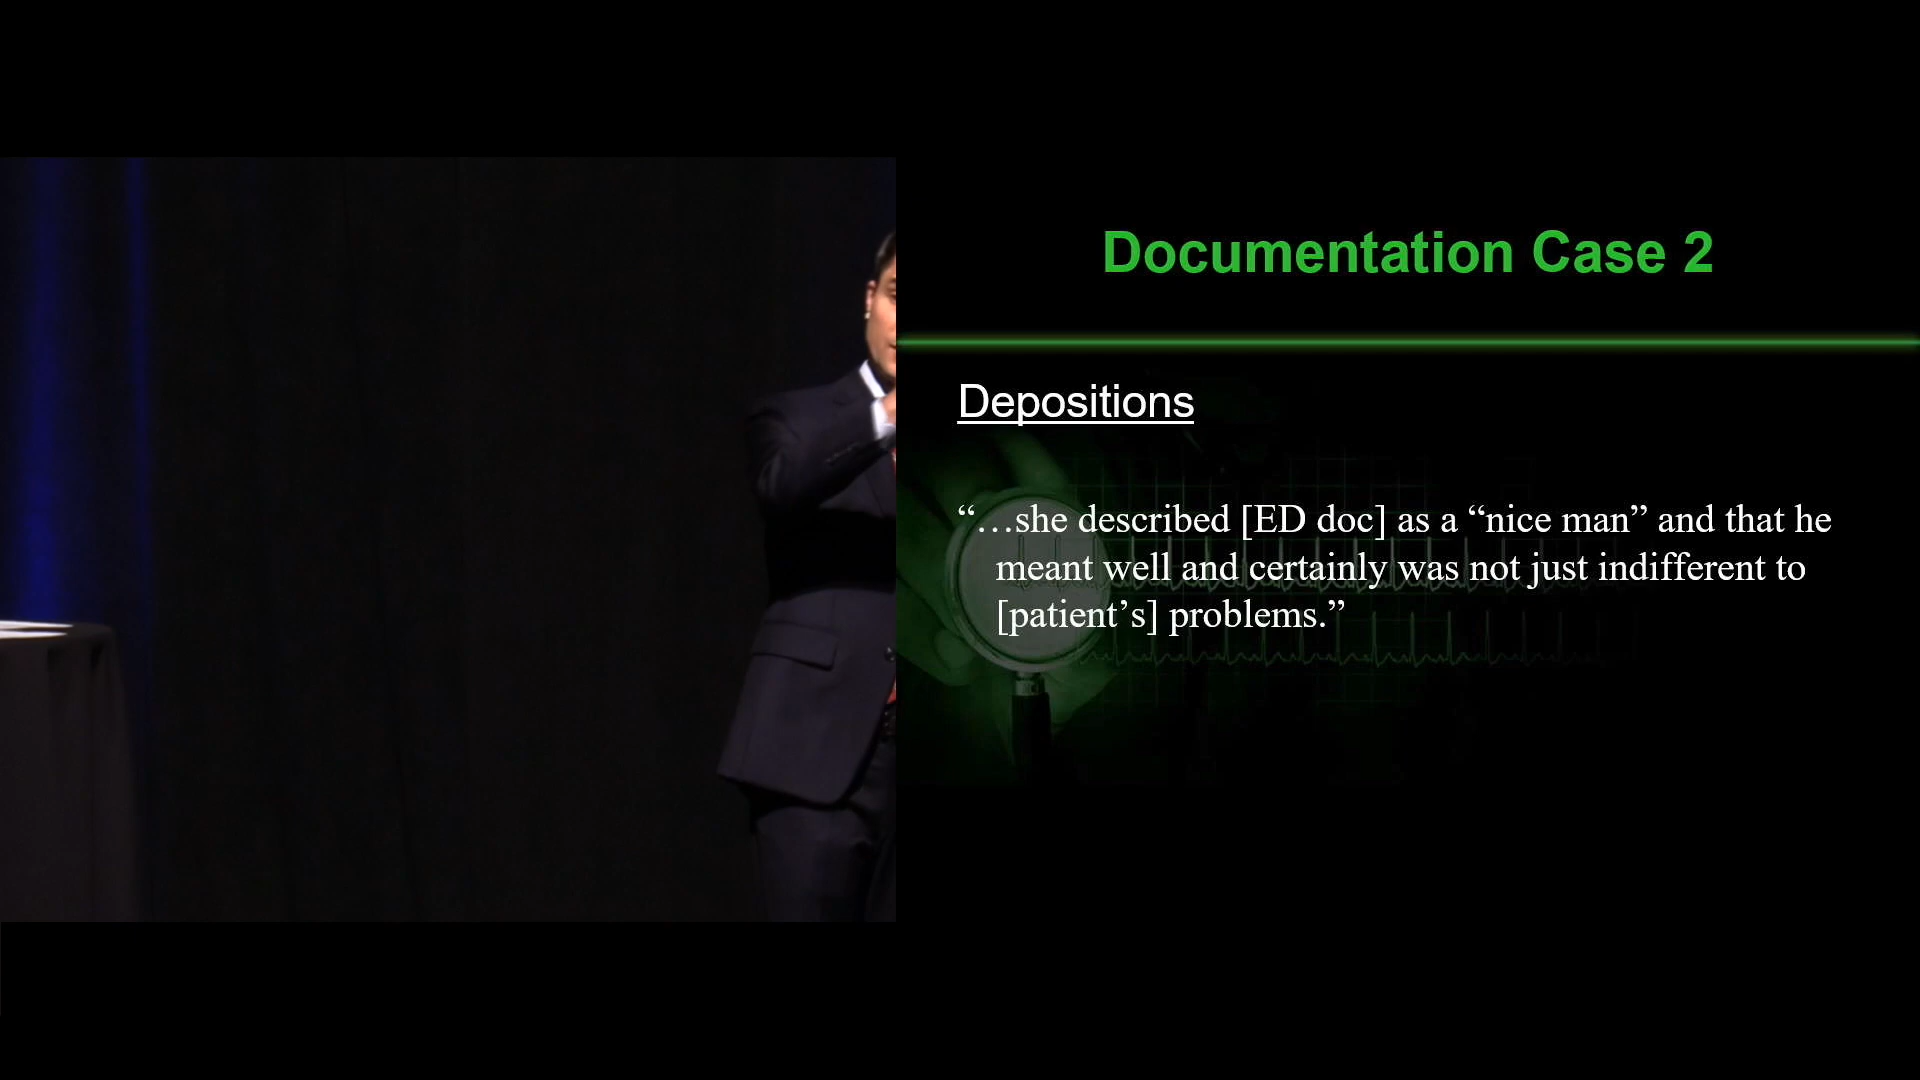 Documentation Case 2
Depositions
“…she described [ED doc] as a “nice man” and that he
meant well and certainly was not just indifferent to
[patient’s] problems.”